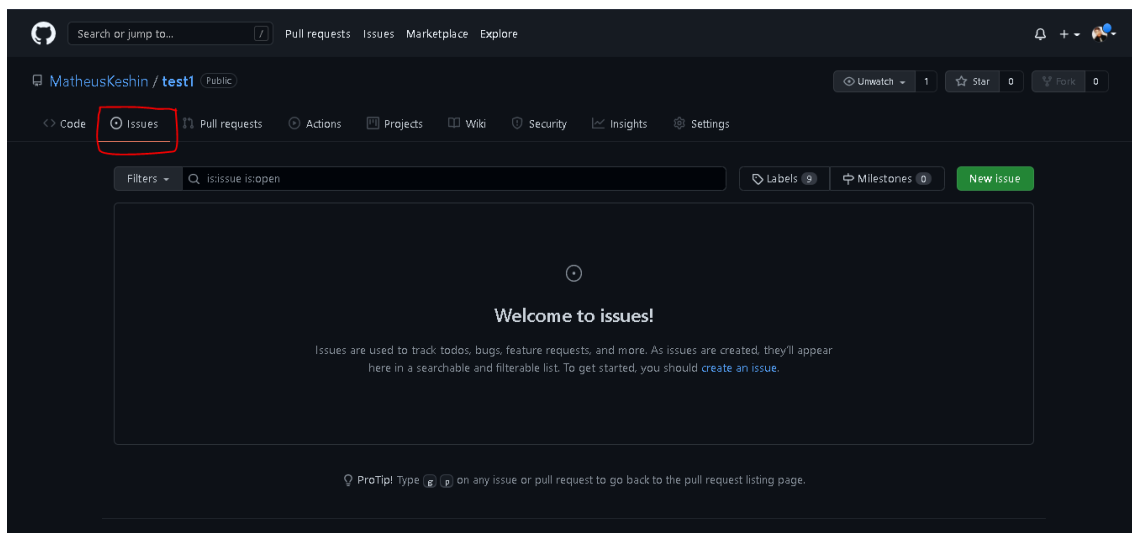 Search or jump to... / Pull requests Issues Marketplace Explore
MatheusKeshin / test1 Public Unwatch 1 Star 0 Fork 0
Code Issues Pull requests Actions Projects Wiki Security Insights Settings
Filters is:issue is:open Labels 9 Milestones 0 New issue
Welcome to issues!
Issues are used to track todos, bugs, feature requests, and more. As issues are created, they'll appear
here in a searchable and filterable list. To get started, you should create an issue.
ProTip! Type g p on any issue or pull request to go back to the pull request listing page.